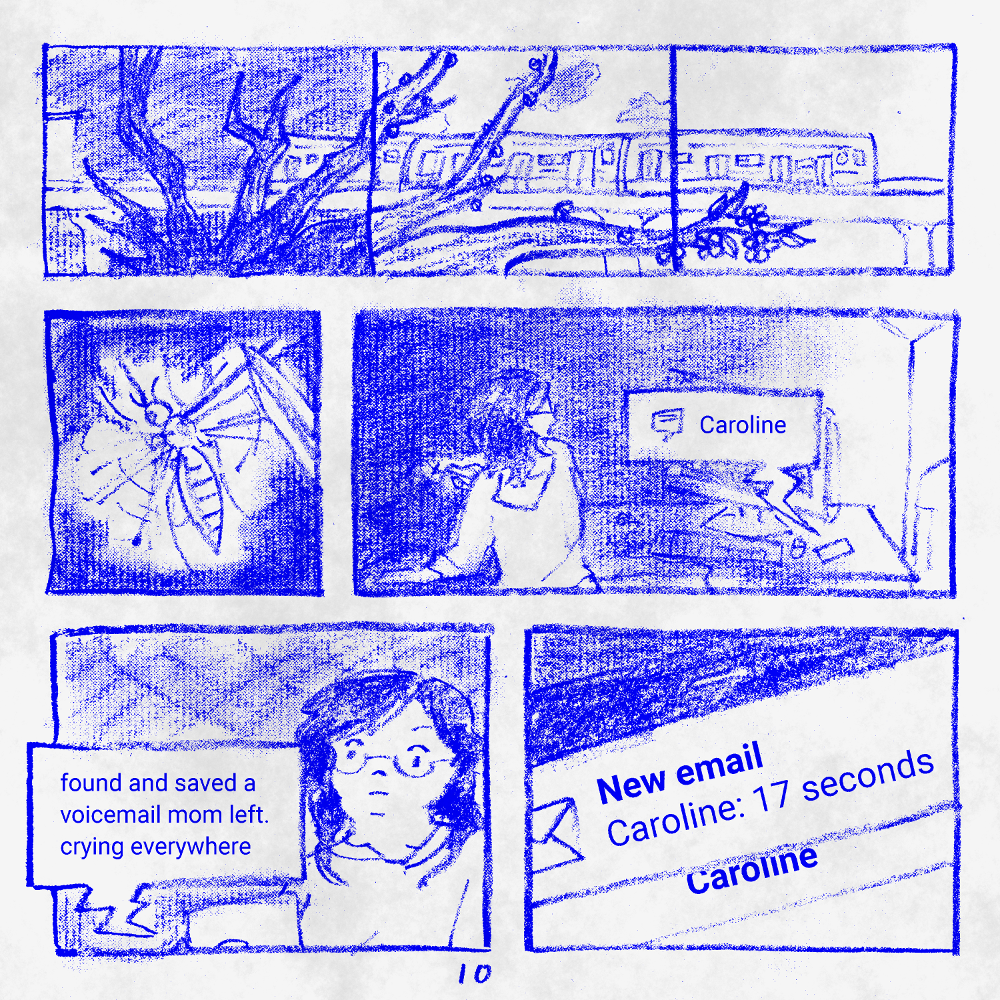 Caroline
found and saved a
voicemail mom left.
crying everywhere
New email
Caroline: 17 seconds
Caroline
10